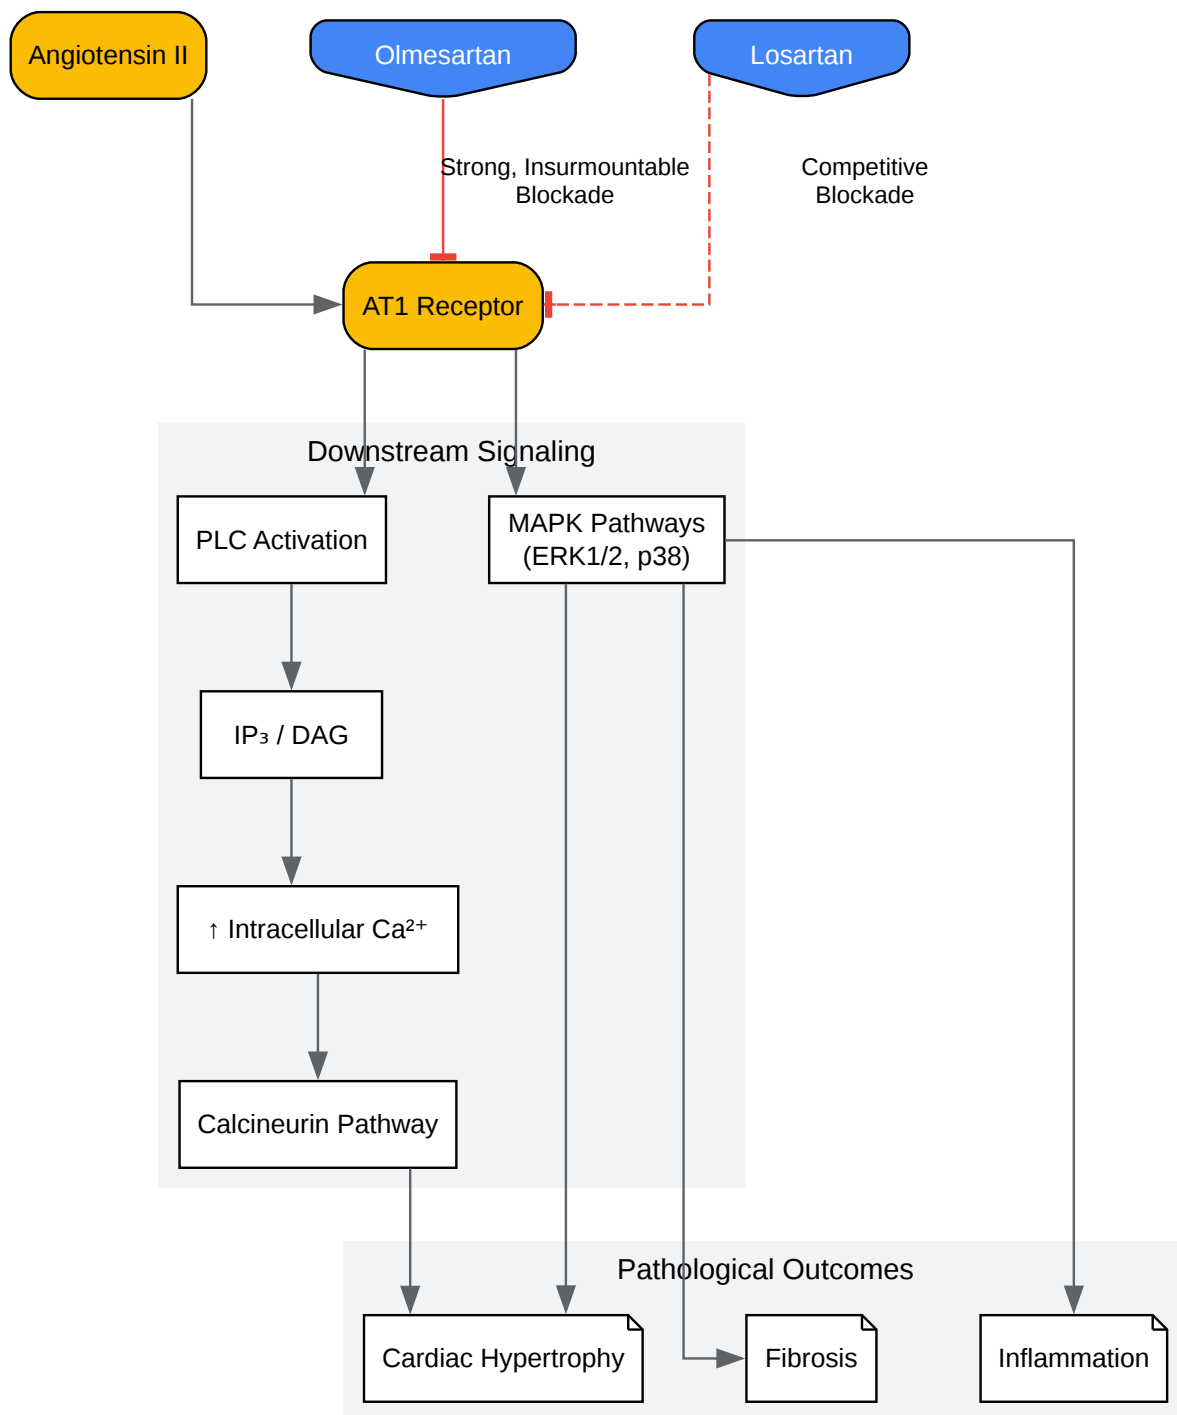 Angiotensin II
Olmesartan
Losartan
Strong, Insurmountable
Blockade
Competitive
Blockade
AT1 Receptor
Downstream Signaling
PLC Activation
MAPK Pathways
(ERK1/2, p38)
IP₃ / DAG
↑ Intracellular Ca²⁺
Calcineurin Pathway
Pathological Outcomes
Cardiac Hypertrophy
Fibrosis
Inflammation